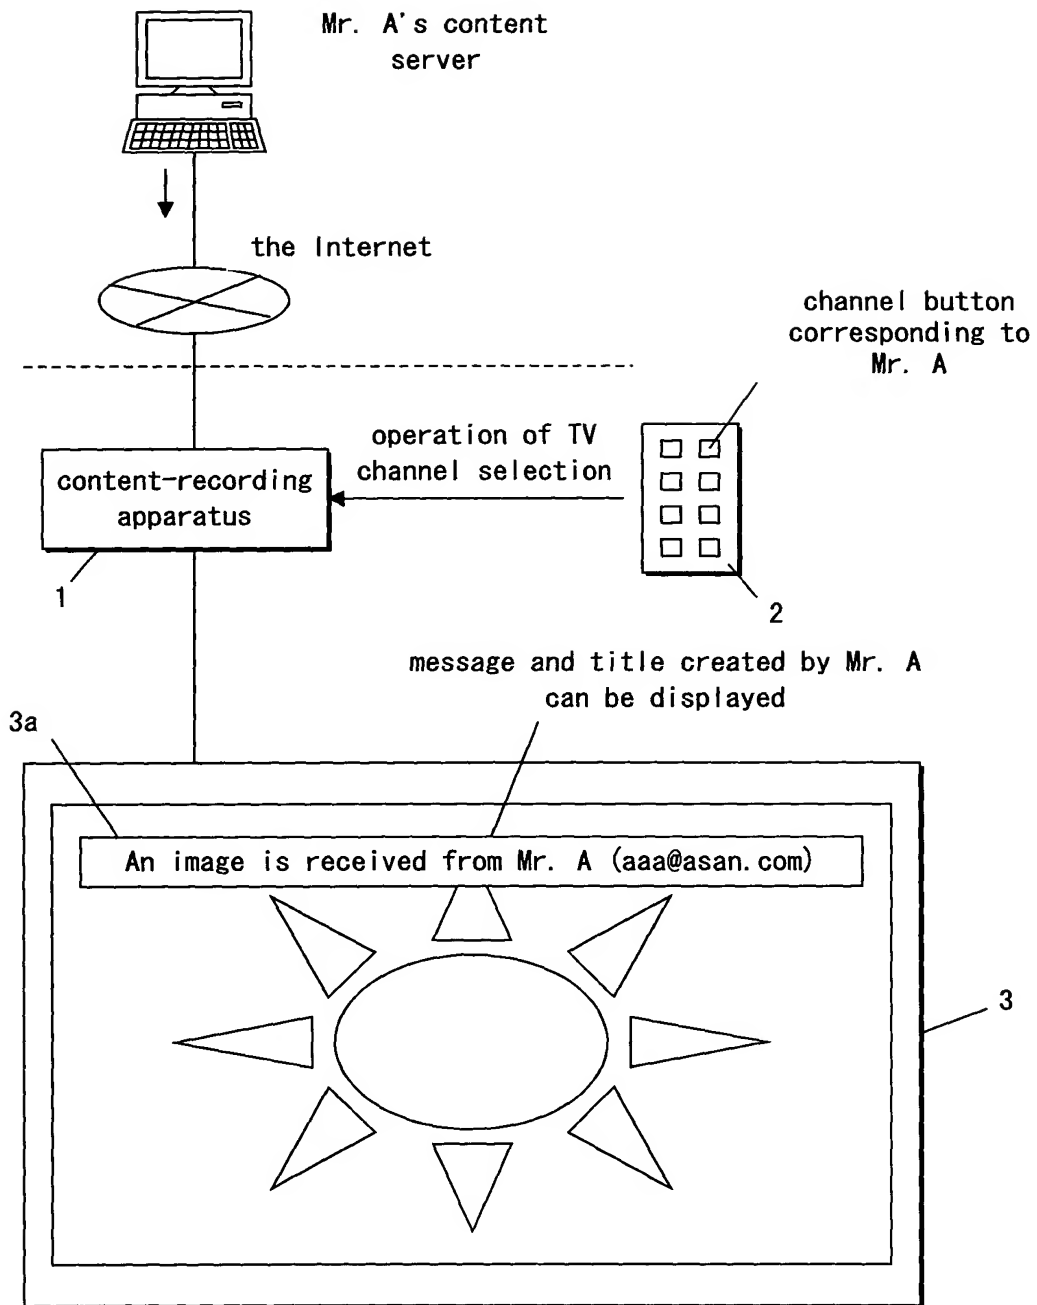 Mr. A's content
server
the Internet
channel button
corresponding to
Mr. A
operation of TV
channel selection
content-recording
apparatus
1
2
message and title created by Mr. A
can be displayed
3a
An image is received from Mr. A (aaa@asan.com)
3